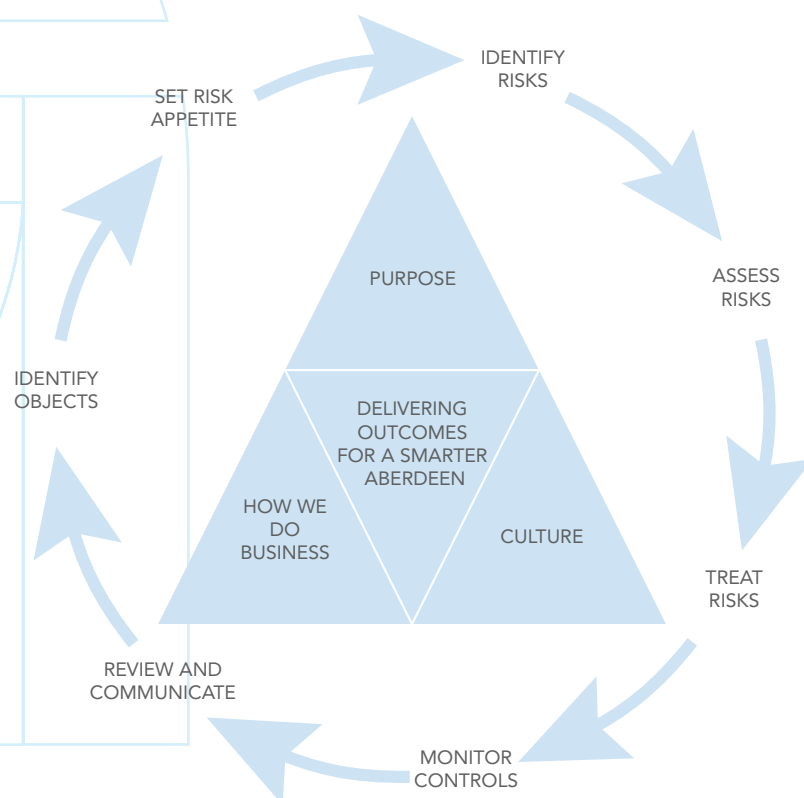 IDENTIFY
RISKS
SET RISK
APPETITE
ASSESS
RISKS
PURPOSE
IDENTIFY
OBJECTS
DELIVERING
OUTCOMES
FOR A SMARTER
ABERDEEN
HOW WE
DO
BUSINESS
CULTURE
TREAT
RISKS
REVIEW AND
COMMUNICATE
MONITOR
CONTROLS